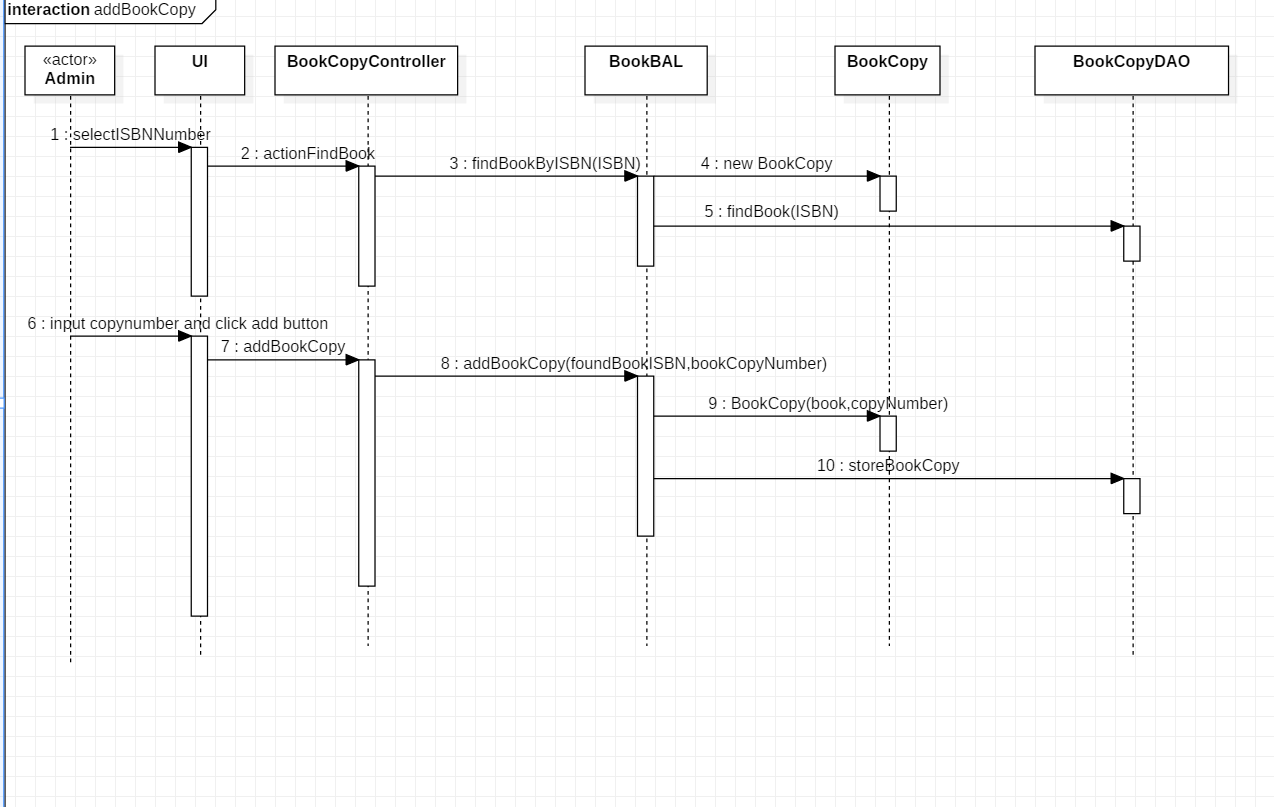 interaction addBookCopy
«actor»
Admin
UI
BookCopyController
BookBAL
BookCopy
BookCopyDAO
1 : selectISBNNumber
2 : actionFindBook
3 : findBookByISBN(ISBN)
4 : new BookCopy
5 : findBook(ISBN)
6 : input copynumber and click add button
7 : addBookCopy
8 : addBookCopy(foundBookISBN,bookCopyNumber)
9 : BookCopy(book,copyNumber)
10 : storeBookCopy